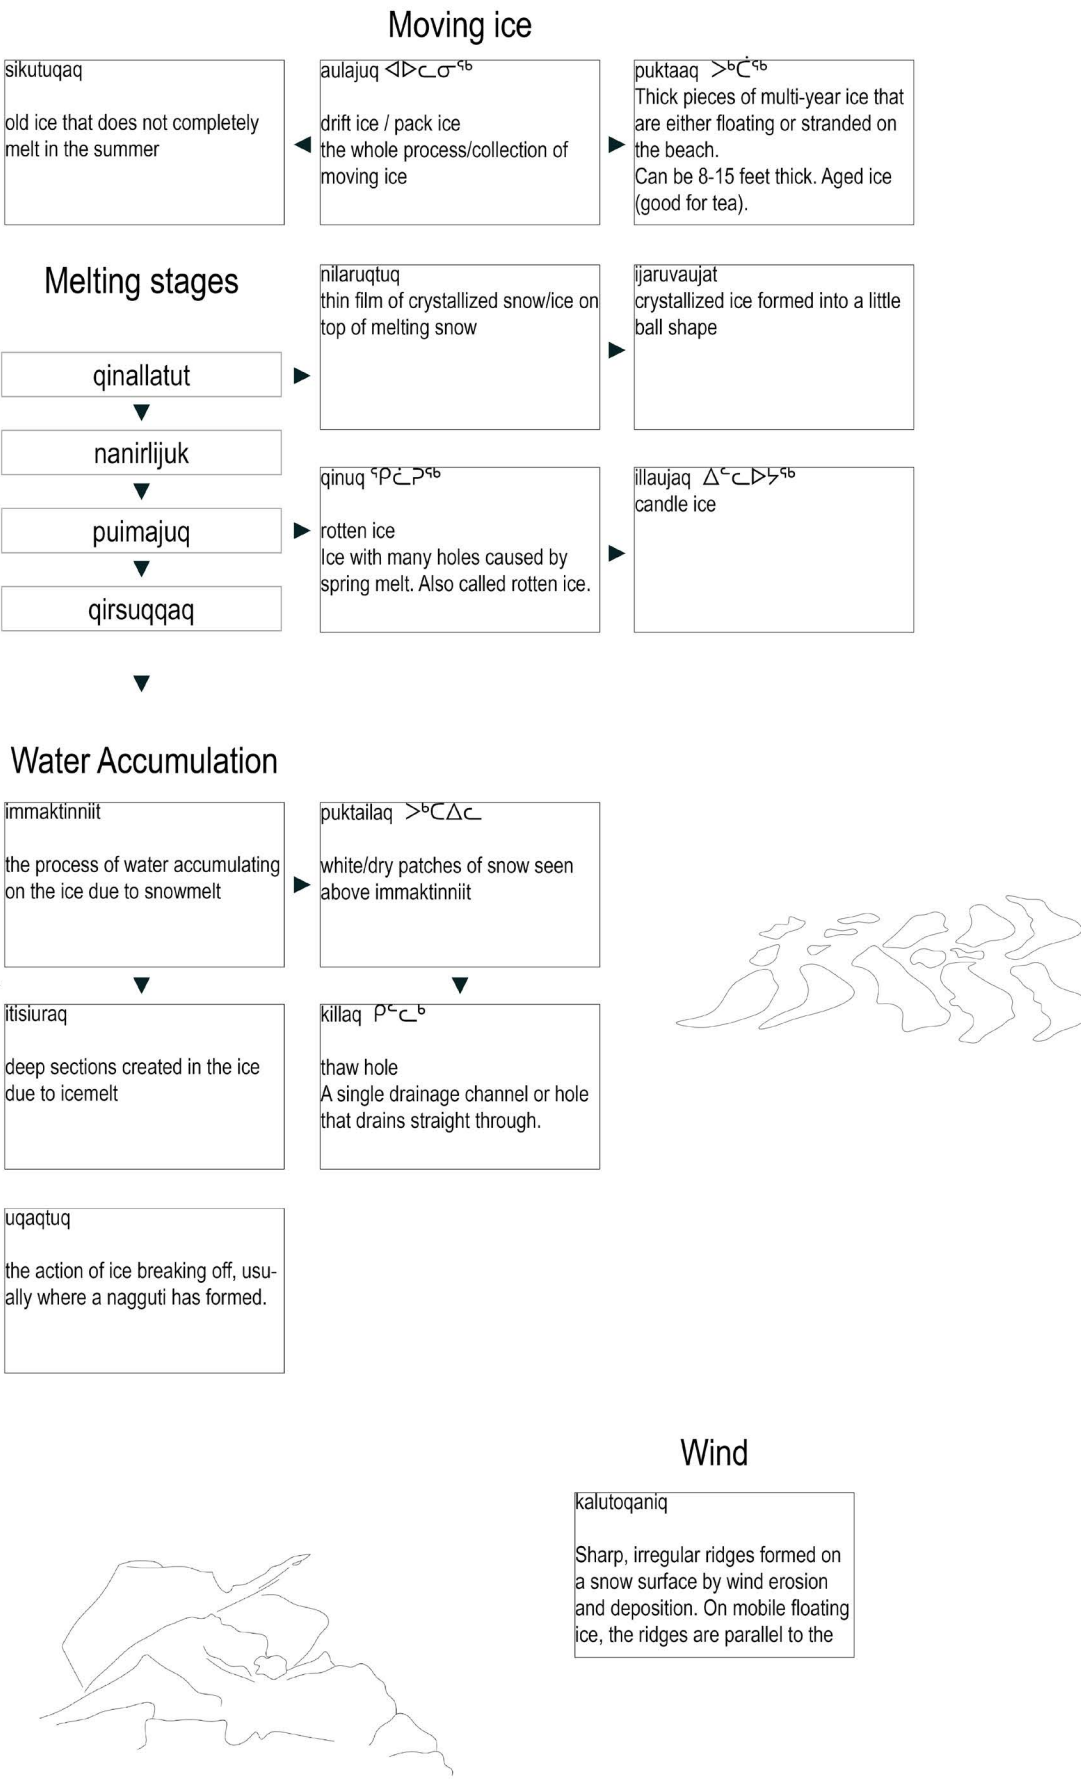 Moving ice
sikutuqaq
old ice that does not completely
melt in the summer
aulajuq ᐊᐅᓚᓂᖅ
drift ice / pack ice
the whole process/collection of
moving ice
puktaaq ᐳᒃᑖᖅ
Thick pieces of multi-year ice that
are either floating or stranded on
the beach.
Can be 8-15 feet thick. Aged ice
(good for tea).
Melting stages
qinallatut
nanirlijuk
puimajuq
qirsuqqaq
nilaruqtuq
thin film of crystallized snow/ice on
top of melting snow
ijaruvaujat
crystallized ice formed into a little
ball shape
qinuq ᕿᓛᕈᖅ
rotten ice
Ice with many holes caused by
spring melt. Also called rotten ice.
illaujaq ᐃᓪᓚᐅᔭᖅ
candle ice
Water Accumulation
immaktinniit
the process of water accumulating
on the ice due to snowmelt
puktailaq ᐳᒃᑕᐃᓚ
white/dry patches of snow seen
above immaktinniit
itisiuraq
deep sections created in the ice
due to icemelt
killaq ᑭᓪᓚᒃ
thaw hole
A single drainage channel or hole
that drains straight through.
uqaqtuq
the action of ice breaking off, usu-
ally where a nagguti has formed.
Wind
kalutoqaniq
Sharp, irregular ridges formed on
a snow surface by wind erosion
and deposition. On mobile floating
ice, the ridges are parallel to the